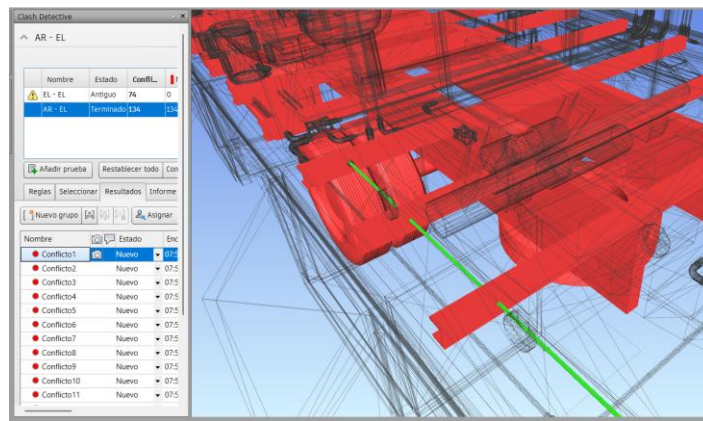 Clash Detective
AR - EL
Nombre Estado Confli...
EL - EL Antiguo 74 0
AR - EL Terminado 134 134
Añadir prueba Restablecer todo
Reglas Seleccionar Resultados Informe
Nuevo grupo Asignar
Nombre Estado
Conflicto1 Nuevo 07:5
Conflicto2 Nuevo 07:5
Conflicto3 Nuevo 07:5
Conflicto4 Nuevo 07:5
Conflicto5 Nuevo 07:5
Conflicto6 Nuevo 07:5
Conflicto7 Nuevo 07:5
Conflicto8 Nuevo 07:5
Conflicto9 Nuevo 07:5
Conflicto10 Nuevo 07:5
Conflicto11 Nuevo 07:5